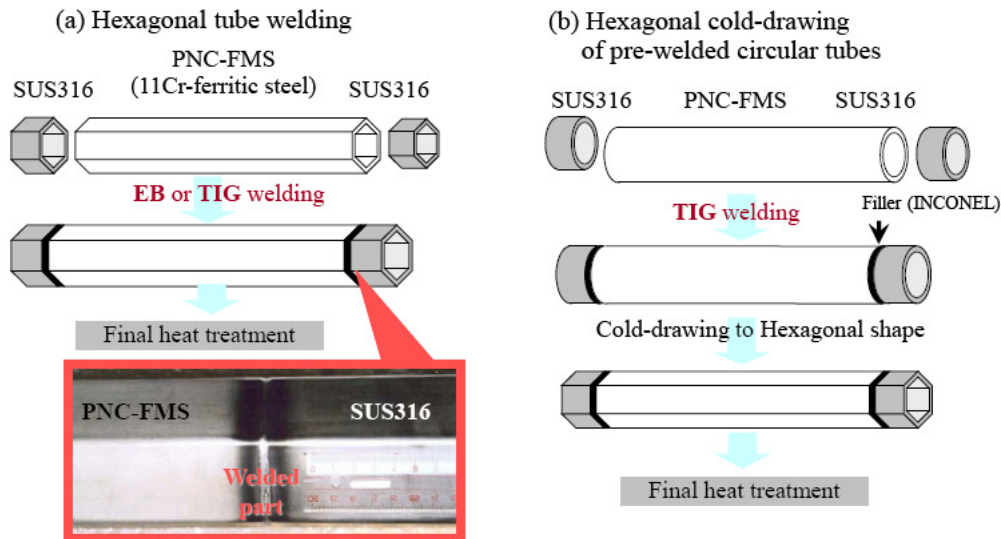 (a) Hexagonal tube welding
PNC-FMS
(11Cr-ferritic steel)
SUS316
SUS316
EB or TIG welding
Final heat treatment
PNC-FMS
SUS316
Welded
part
(b) Hexagonal cold-drawing
of pre-welded circular tubes
SUS316
PNC-FMS
SUS316
TIG welding
Filler (INCONEL)
Cold-drawing to Hexagonal shape
Final heat treatment